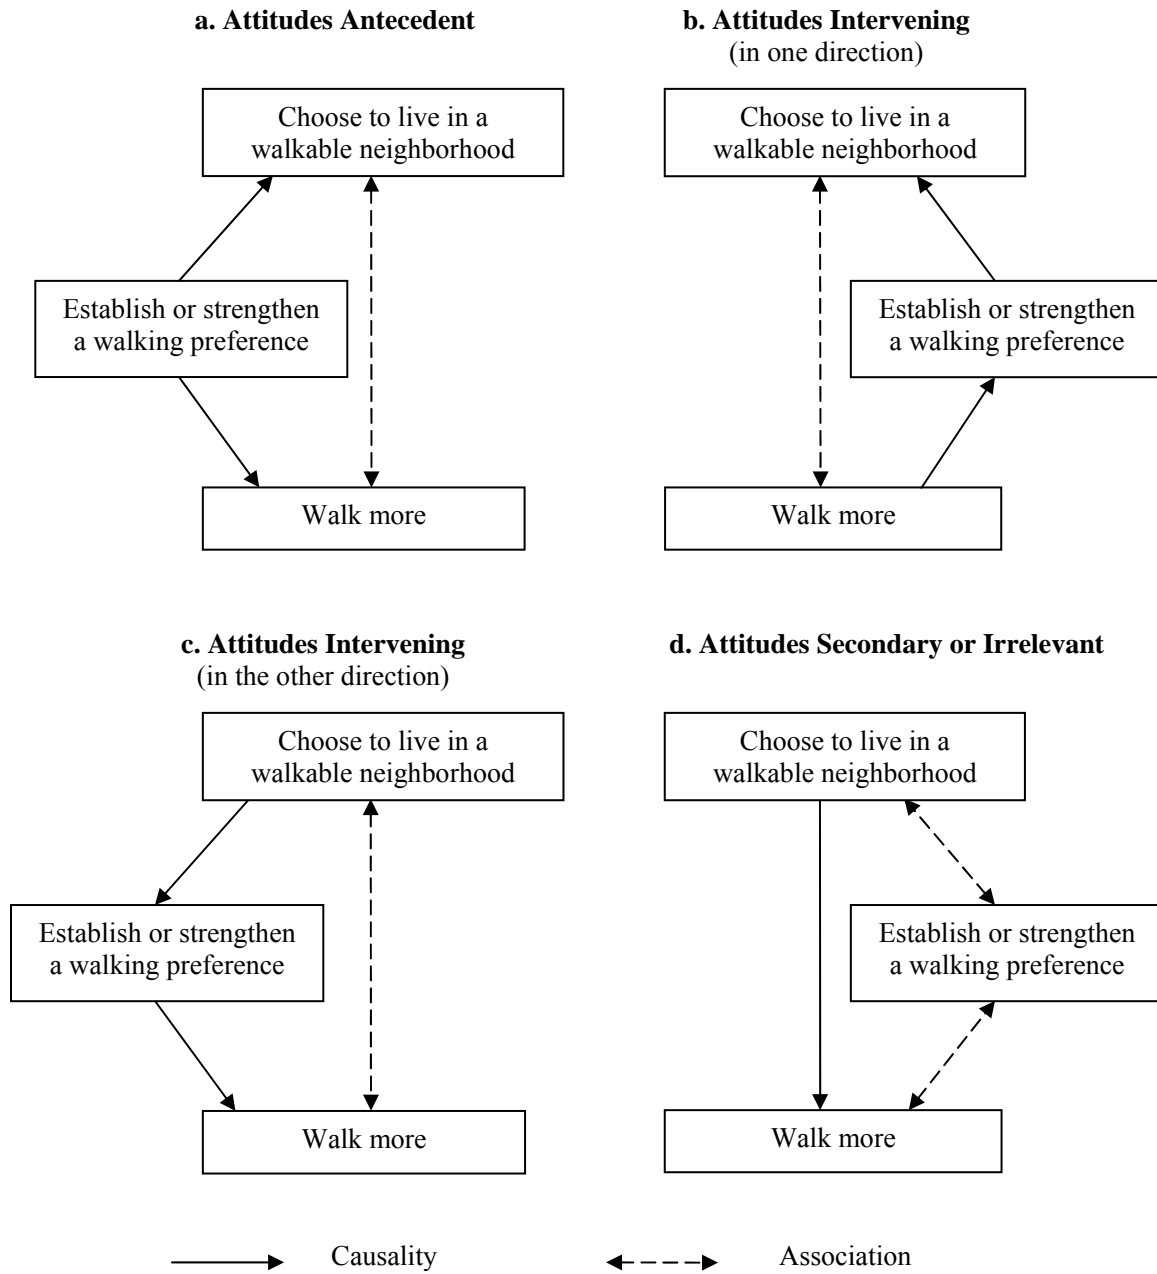 a. Attitudes Antecedent
Choose to live in a
walkable neighborhood
Establish or strengthen
a walking preference
Walk more
b. Attitudes Intervening
(in one direction)
Choose to live in a
walkable neighborhood
Establish or strengthen
a walking preference
Walk more
c. Attitudes Intervening
(in the other direction)
Choose to live in a
walkable neighborhood
Establish or strengthen
a walking preference
Walk more
d. Attitudes Secondary or Irrelevant
Choose to live in a
walkable neighborhood
Establish or strengthen
a walking preference
Walk more
Causality
Association